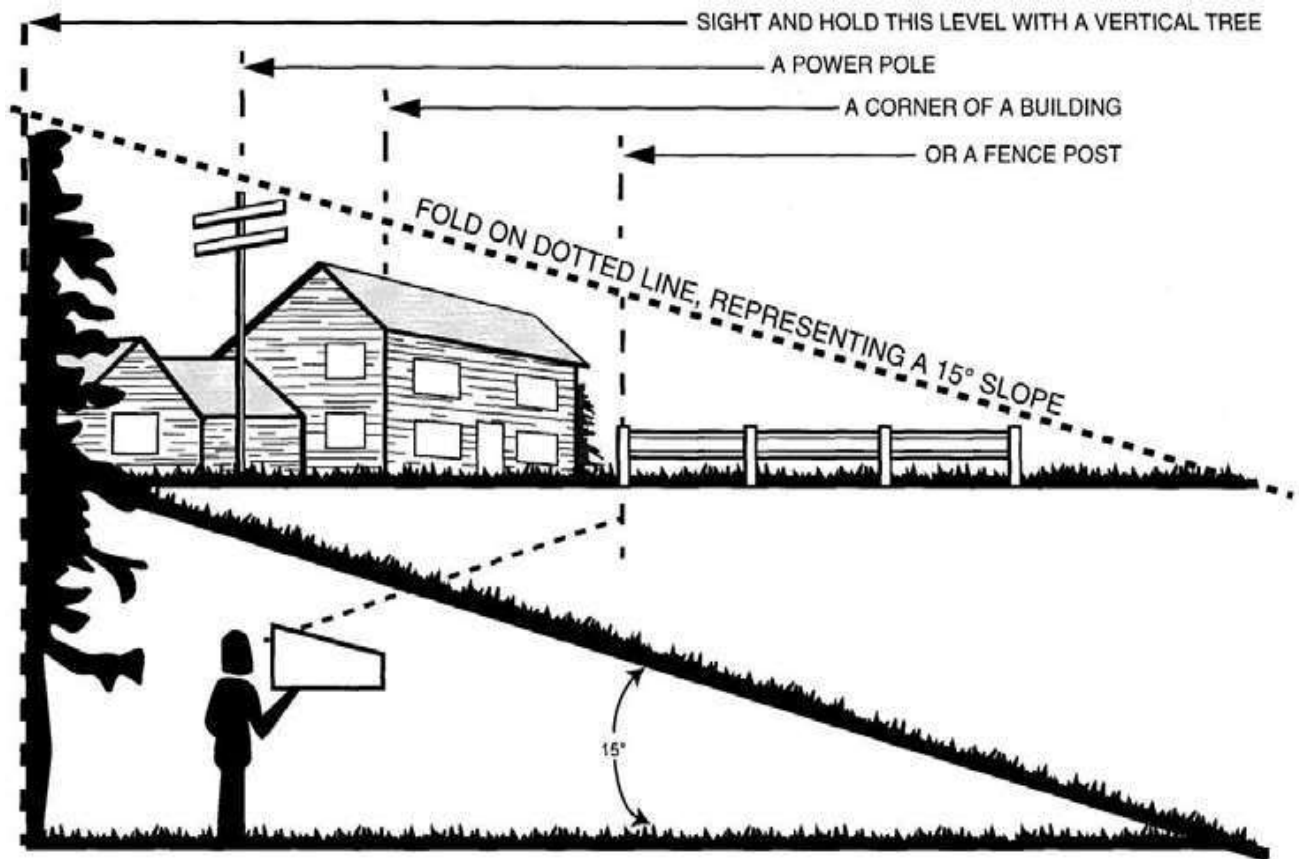 SIGHT AND HOLD THIS LEVEL WITH A VERTICAL TREE
A POWER POLE
A CORNER OF A BUILDING
OR A FENCE POST
FOLD ON DOTTED LINE, REPRESENTING A 15° SLOPE
15°